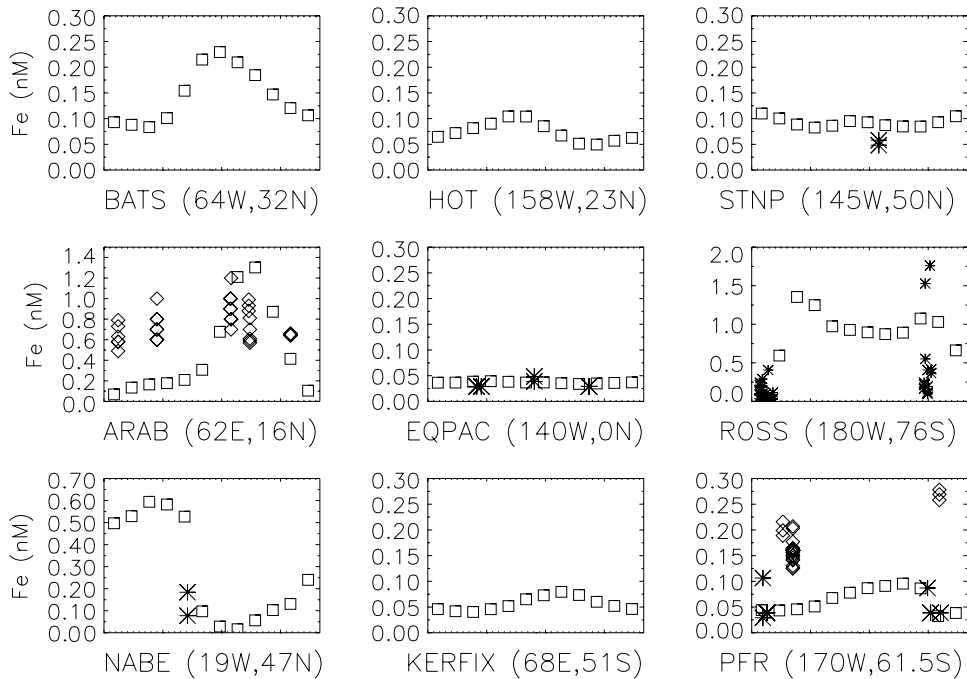 0.30 0.25 0.20 0.15 0.10 0.05 0.00
Fe (nM)
BATS (64W,32N)
0.30 0.25 0.20 0.15 0.10 0.05 0.00
HOT (158W,23N)
0.30 0.25 0.20 0.15 0.10 0.05 0.00
STNP (145W,50N)
1.4 1.2 1.0 0.8 0.6 0.4 0.2 0.0
Fe (nM)
ARAB (62E,16N)
0.30 0.25 0.20 0.15 0.10 0.05 0.00
EQPAC (140W,0N)
2.0 1.5 1.0 0.5 0.0
ROSS (180W,76S)
0.70 0.60 0.50 0.40 0.30 0.20 0.10 0.00
Fe (nM)
NABE (19W,47N)
0.30 0.25 0.20 0.15 0.10 0.05 0.00
KERFIX (68E,51S)
0.30 0.25 0.20 0.15 0.10 0.05 0.00
PFR (170W,61.5S)